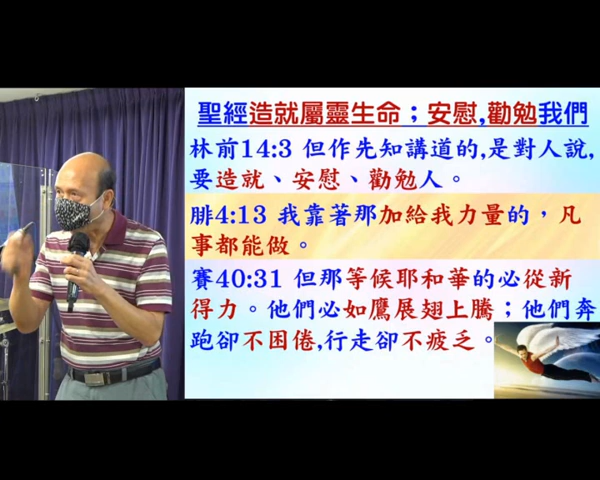 聖經造就屬靈生命；安慰,勸勉我們
林前14:3 但作先知講道的,是對人說,
要造就、安慰、勸勉人。
腓4:13 我靠著那加給我力量的，凡
事都能做。
賽40:31 但那等候耶和華的必從新
得力。他們必如鷹展翅上騰；他們奔
跑卻不困倦,行走卻不疲乏。